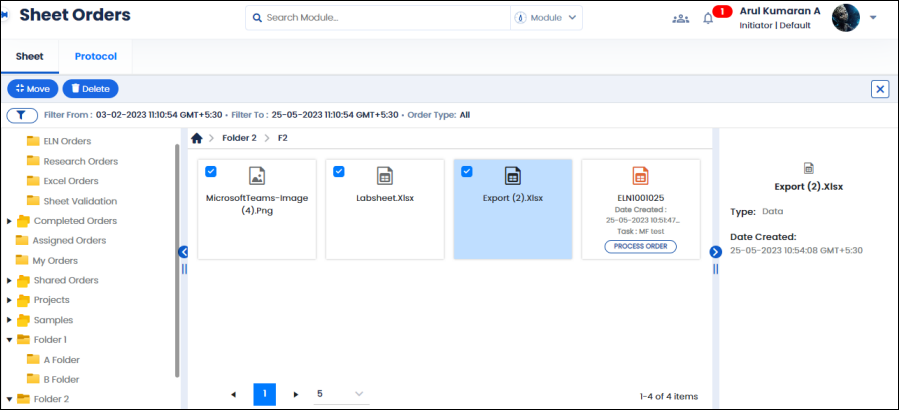 Sheet Orders
Search Module...
Module
1
Arul Kumaran A
Initiator | Default
Sheet
Protocol
Move
Delete
Filter From : 03-02-2023 11:10:54 GMT+5:30 • Filter To : 25-05-2023 11:10:54 GMT+5:30 • Order Type: All
ELN Orders
Research Orders
Excel Orders
Sheet Validation
Completed Orders
Assigned Orders
My Orders
Shared Orders
Projects
Samples
Folder 1
A Folder
B Folder
Folder 2
Folder 2 > F2
MicrosoftTeams-Image
(4).Png
Labsheet.Xlsx
Export (2).Xlsx
ELN1001025
Date Created :
25-05-2023 10:51:47...
Task : MF test
PROCESS ORDER
1
5
1-4 of 4 items
Export (2).Xlsx
Type: Data
Date Created:
25-05-2023 10:54:08 GMT+5:30